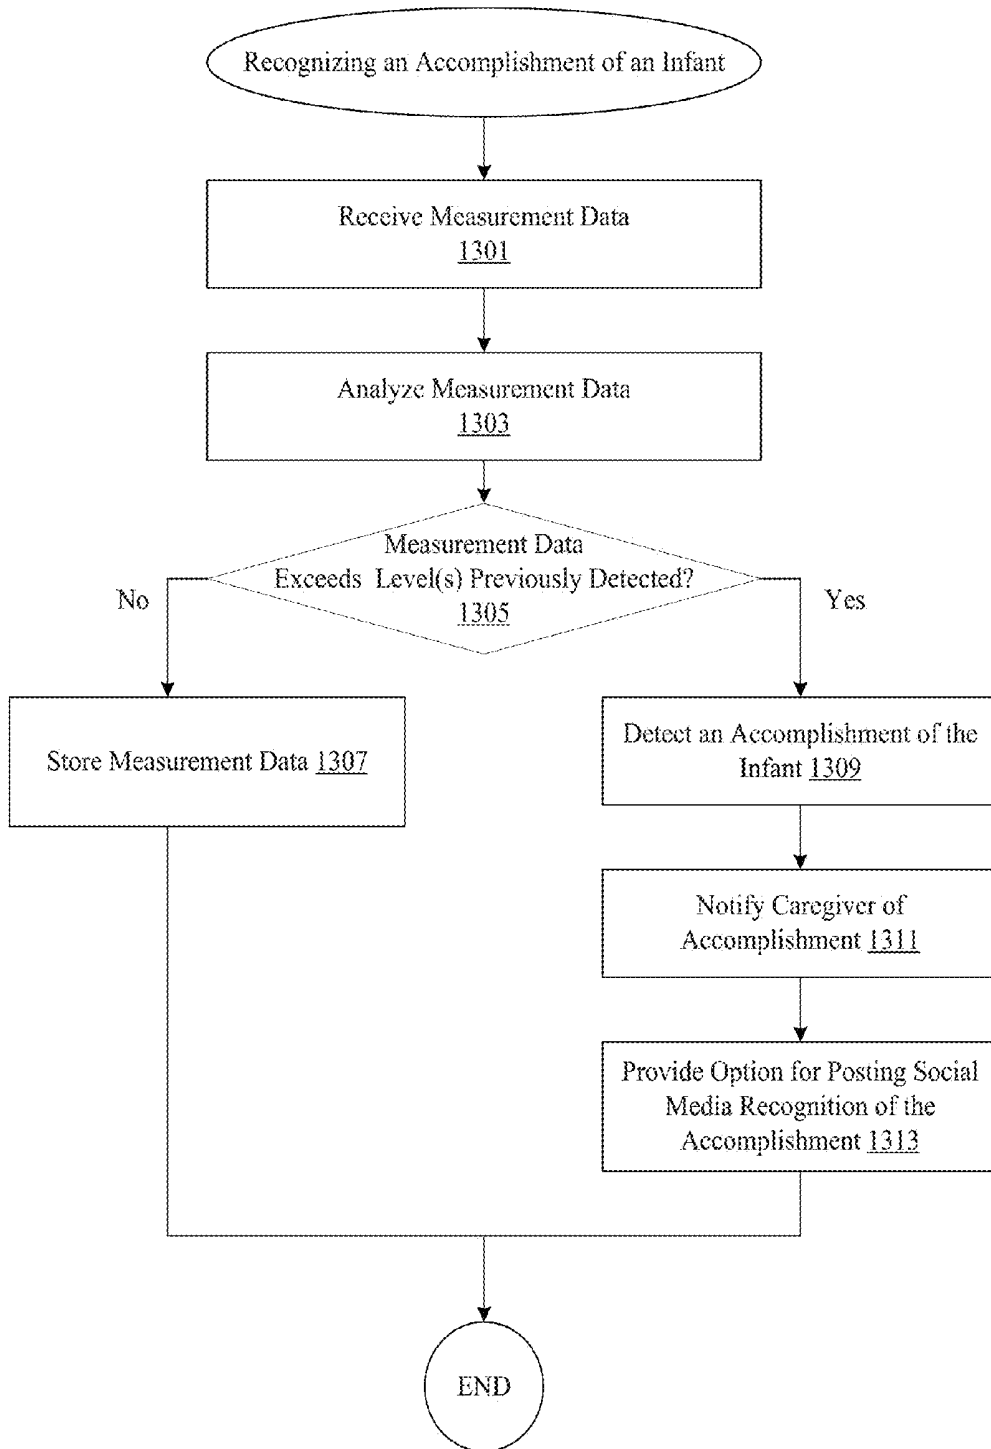 Recognizing an Accomplishment of an Infant
Receive Measurement Data
1301
Analyze Measurement Data
1303
Measurement Data
Exceeds Level(s) Previously Detected?
1305
No
Yes
Store Measurement Data 1307
Detect an Accomplishment of the
Infant 1309
Notify Caregiver of
Accomplishment 1311
Provide Option for Posting Social
Media Recognition of the
Accomplishment 1313
END